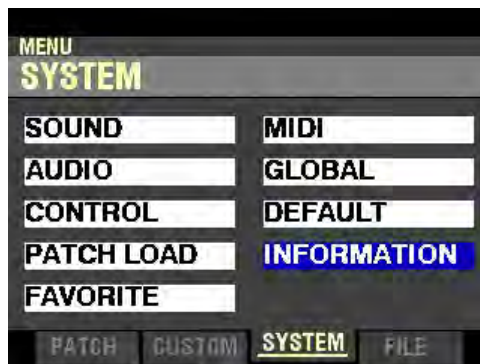 MENU
SYSTEM
SOUND
MIDI
AUDIO
GLOBAL
CONTROL
DEFAULT
PATCH LOAD
INFORMATION
FAVORITE
PATCH CUSTOM SYSTEM FILE